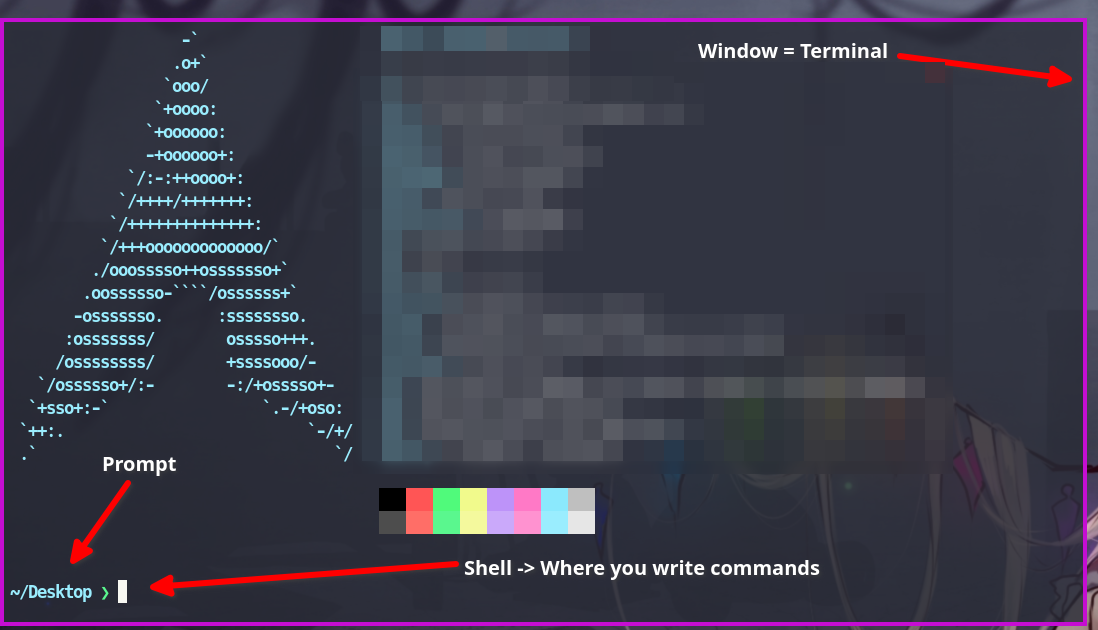 -`
.o+`
`ooo/
`+oooo:
`+oooooo:
-+oooooo+:
`/:-:++oooo+:
`/++++/+++++++:
`/++++++++++++++:
`/+++ooooooooooooo/`
./ooosssso++osssssso+`
.oossssso-````/ossssss+`
-osssssso.      :ssssssso.
:osssssss/        osssso+++.
/ossssssss/        +ssssooo/-
`/ossssso+/:-        -:/+osssso+-
`+sso+:-`                 `.-/+oso:
`++:.                           `-/+/
.`                                 `/
Window = Terminal
Prompt
Shell -> Where you write commands
~/Desktop ❯